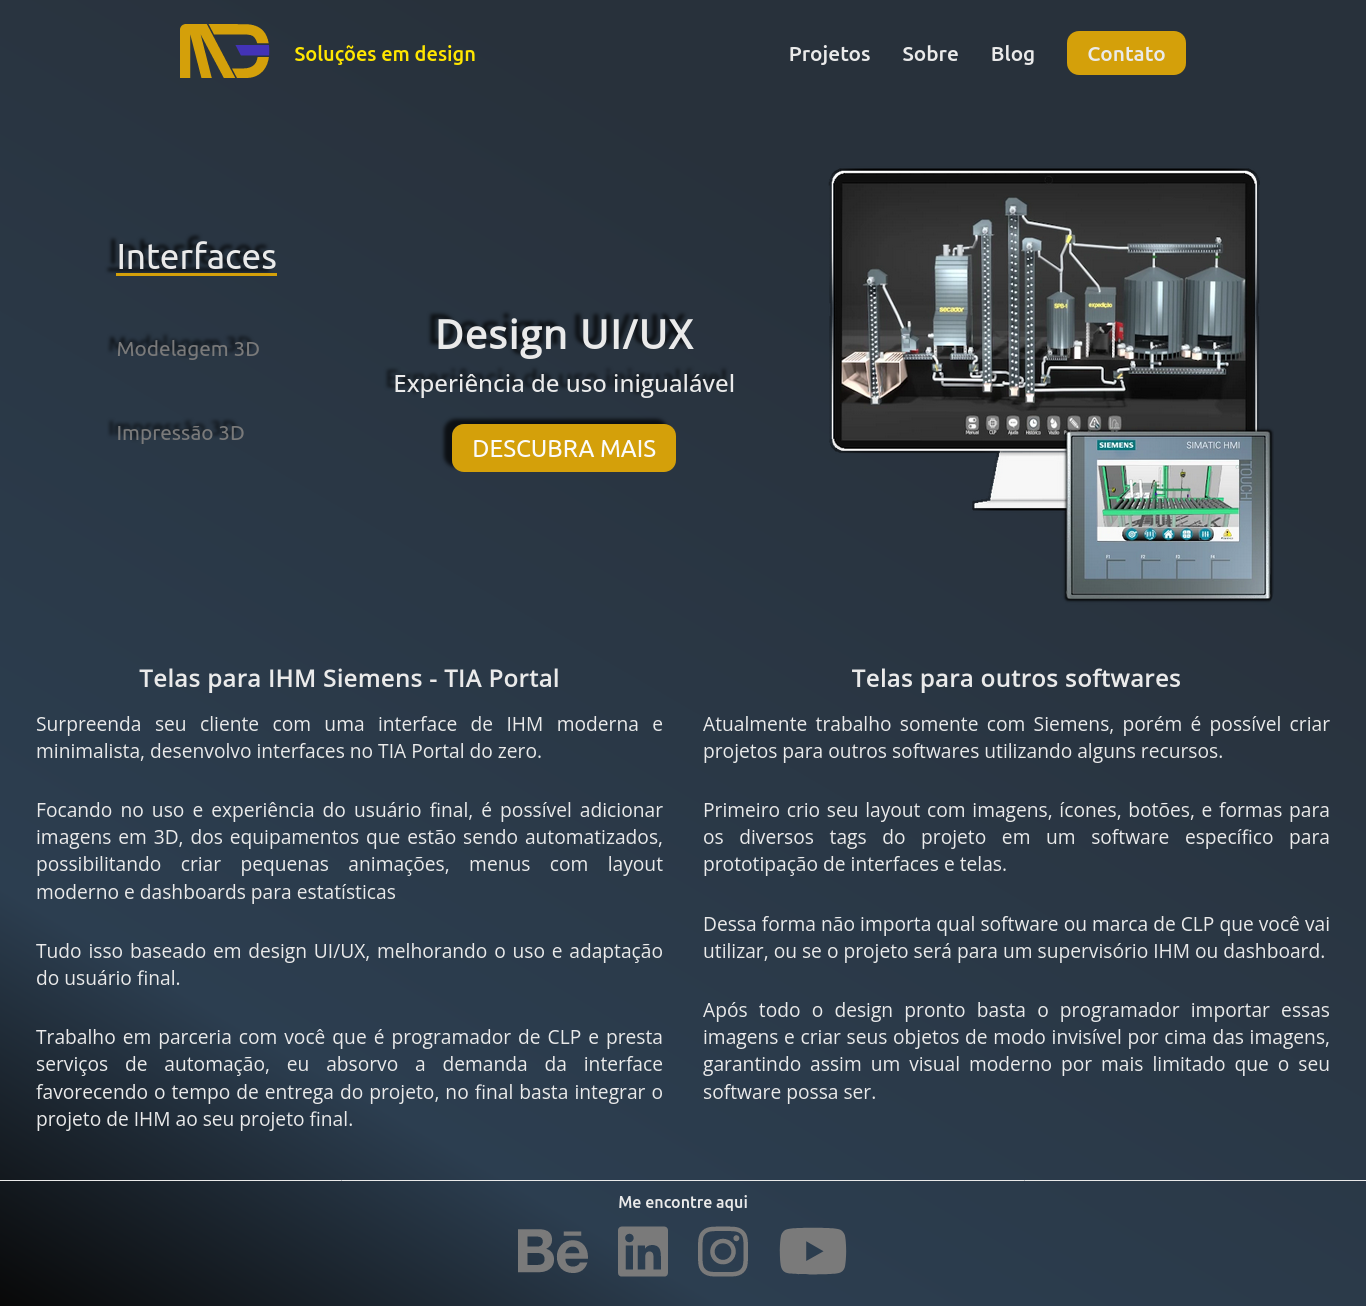 Soluções em design
Projetos Sobre Blog Contato
Interfaces
Modelagem 3D
Impressão 3D
Design UI/UX
Experiência de uso inigualável
DESCUBRA MAIS
secador
SPG-1
expedição
Manual CLP Ajuda Histórico Visão
SIEMENS SIMATIC HMI
TOUCH
F1 F2 F3 F4
Telas para IHM Siemens - TIA Portal
Surpreenda seu cliente com uma interface de IHM moderna e
minimalista, desenvolvo interfaces no TIA Portal do zero.
Focando no uso e experiência do usuário final, é possível adicionar
imagens em 3D, dos equipamentos que estão sendo automatizados,
possibilitando criar pequenas animações, menus com layout
moderno e dashboards para estatísticas
Tudo isso baseado em design UI/UX, melhorando o uso e adaptação
do usuário final.
Trabalho em parceria com você que é programador de CLP e presta
serviços de automação, eu absorvo a demanda da interface
favorecendo o tempo de entrega do projeto, no final basta integrar o
projeto de IHM ao seu projeto final.
Telas para outros softwares
Atualmente trabalho somente com Siemens, porém é possível criar
projetos para outros softwares utilizando alguns recursos.
Primeiro crio seu layout com imagens, ícones, botões, e formas para
os diversos tags do projeto em um software específico para
prototipação de interfaces e telas.
Dessa forma não importa qual software ou marca de CLP que você vai
utilizar, ou se o projeto será para um supervisório IHM ou dashboard.
Após todo o design pronto basta o programador importar essas
imagens e criar seus objetos de modo invisível por cima das imagens,
garantindo assim um visual moderno por mais limitado que o seu
software possa ser.
Me encontre aqui